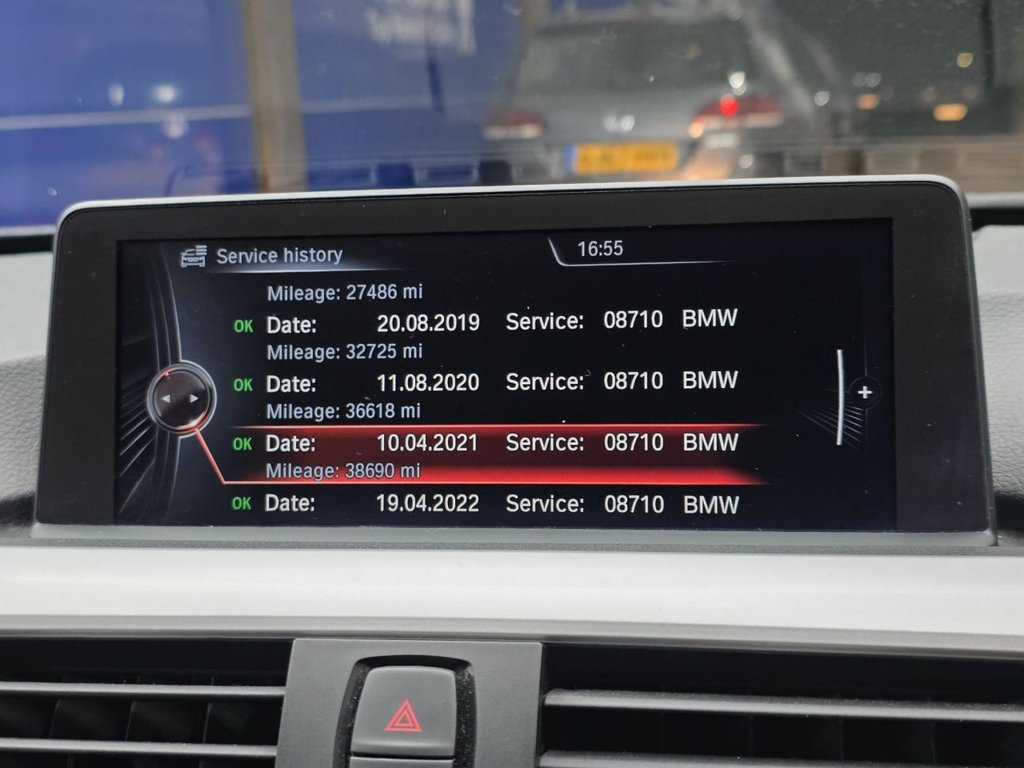 Service history 16:55
Mileage: 27486 mi
OK Date: 20.08.2019 Service: 08710 BMW
Mileage: 32725 mi
OK Date: 11.08.2020 Service: 08710 BMW
Mileage: 36618 mi
OK Date: 10.04.2021 Service: 08710 BMW
Mileage: 38690 mi
OK Date: 19.04.2022 Service: 08710 BMW